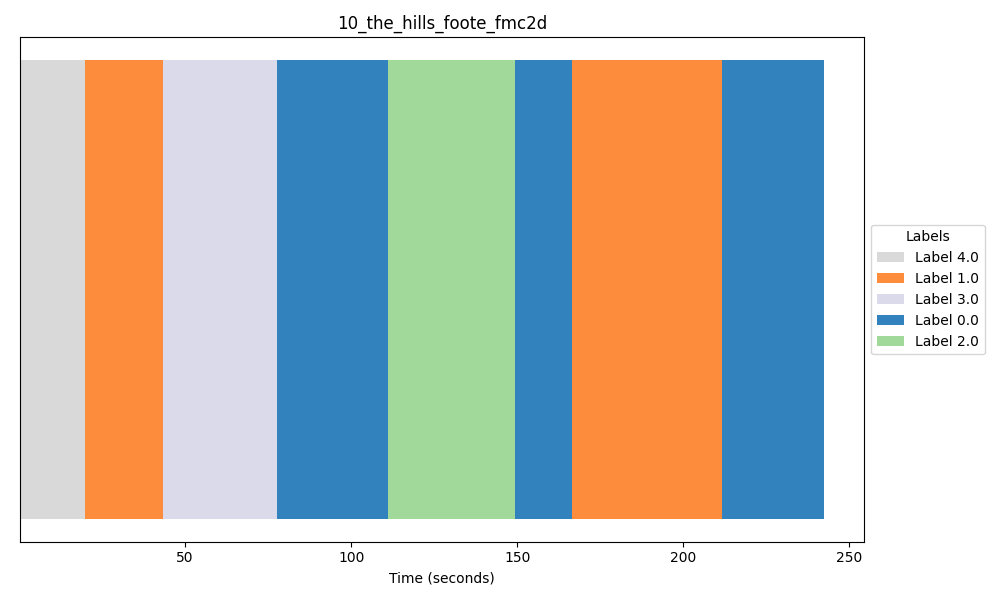 10_the_hills_foote_fmc2d
Labels
Label 4.0
Label 1.0
Label 3.0
Label 0.0
Label 2.0
50
100
150
200
250
Time (seconds)